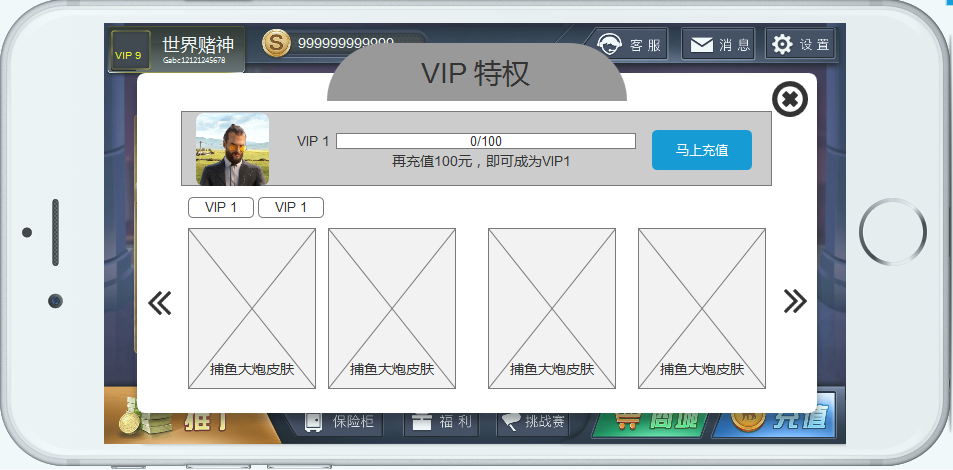 VIP 9
世界赌神
Gabc12121245678
999999999999
客 服
消 息
设 置
VIP 特权
VIP 1
0/100
马上充值
再充值100元，即可成为VIP1
VIP 1
VIP 1
捕鱼大炮皮肤
捕鱼大炮皮肤
捕鱼大炮皮肤
捕鱼大炮皮肤
推广
保险柜
福 利
挑战赛
商城
充值